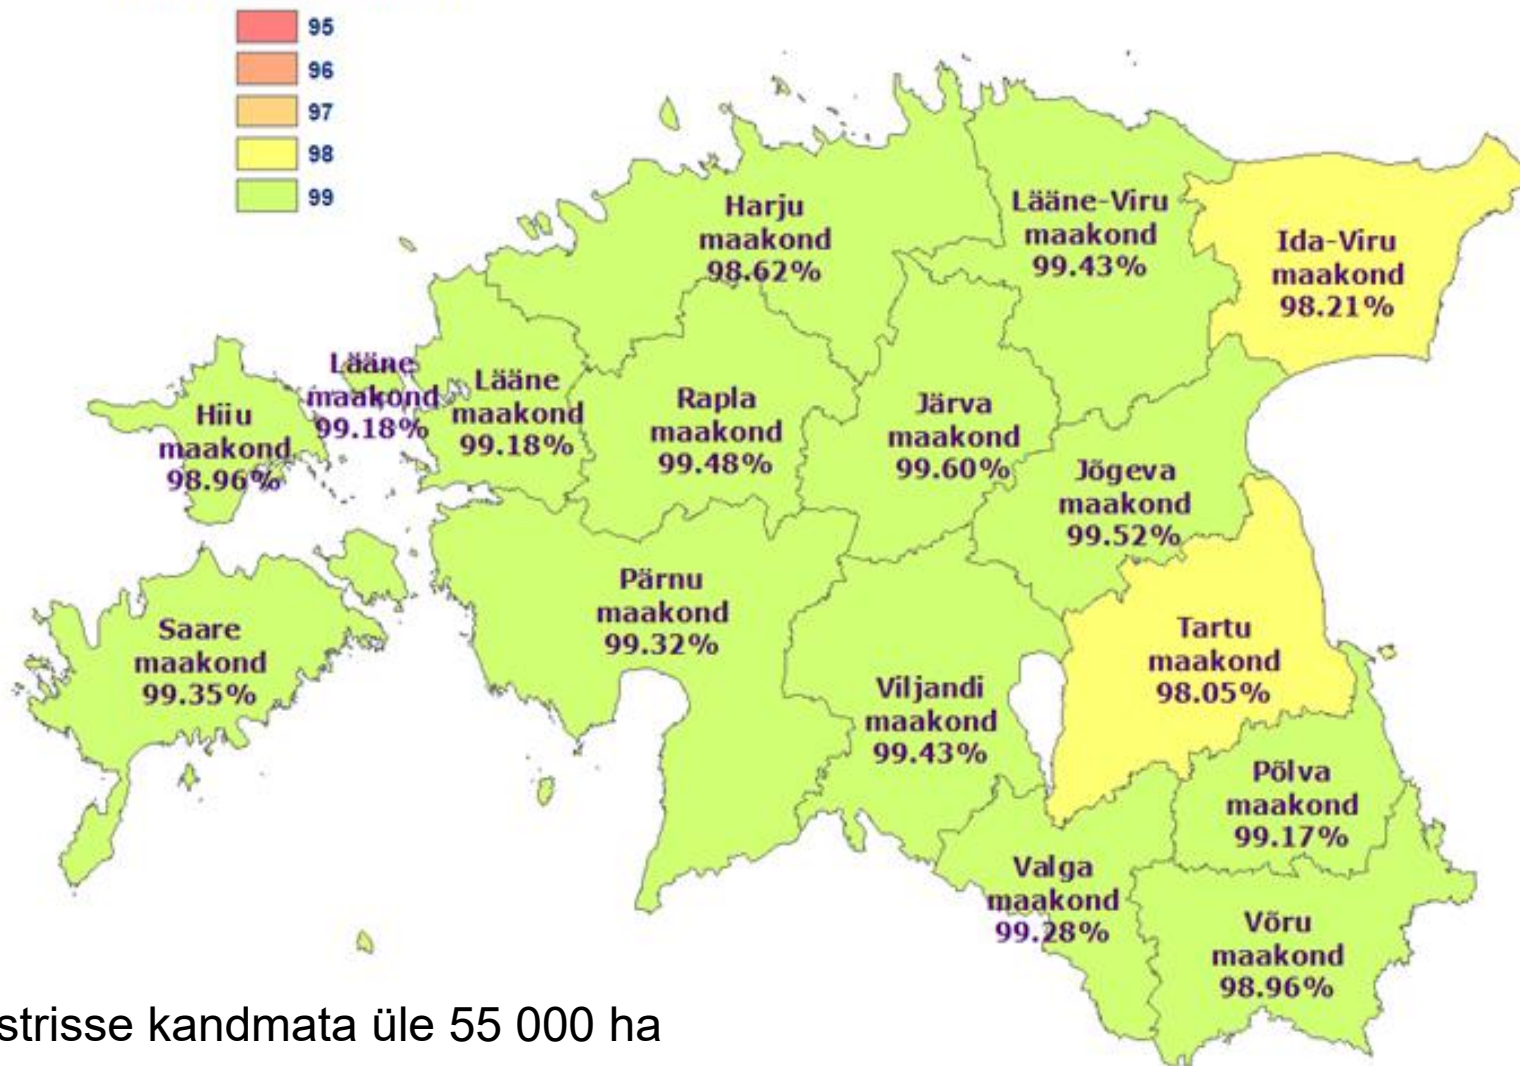 95
96
97
98
99
Harju
maakond
98.62%
Lääne-Viru
maakond
99.43%
Ida-Viru
maakond
98.21%
Hiiu
maakond
98.96%
Lääne
maakond
99.18%
Lääne
maakond
99.18%
Rapla
maakond
99.48%
Järva
maakond
99.60%
Jõgeva
maakond
99.52%
Saare
maakond
99.35%
Pärnu
maakond
99.32%
Viljandi
maakond
99.43%
Tartu
maakond
98.05%
Põlva
maakond
99.17%
Valga
maakond
99.28%
Võru
maakond
98.96%
strisse kandmata üle 55 000 ha